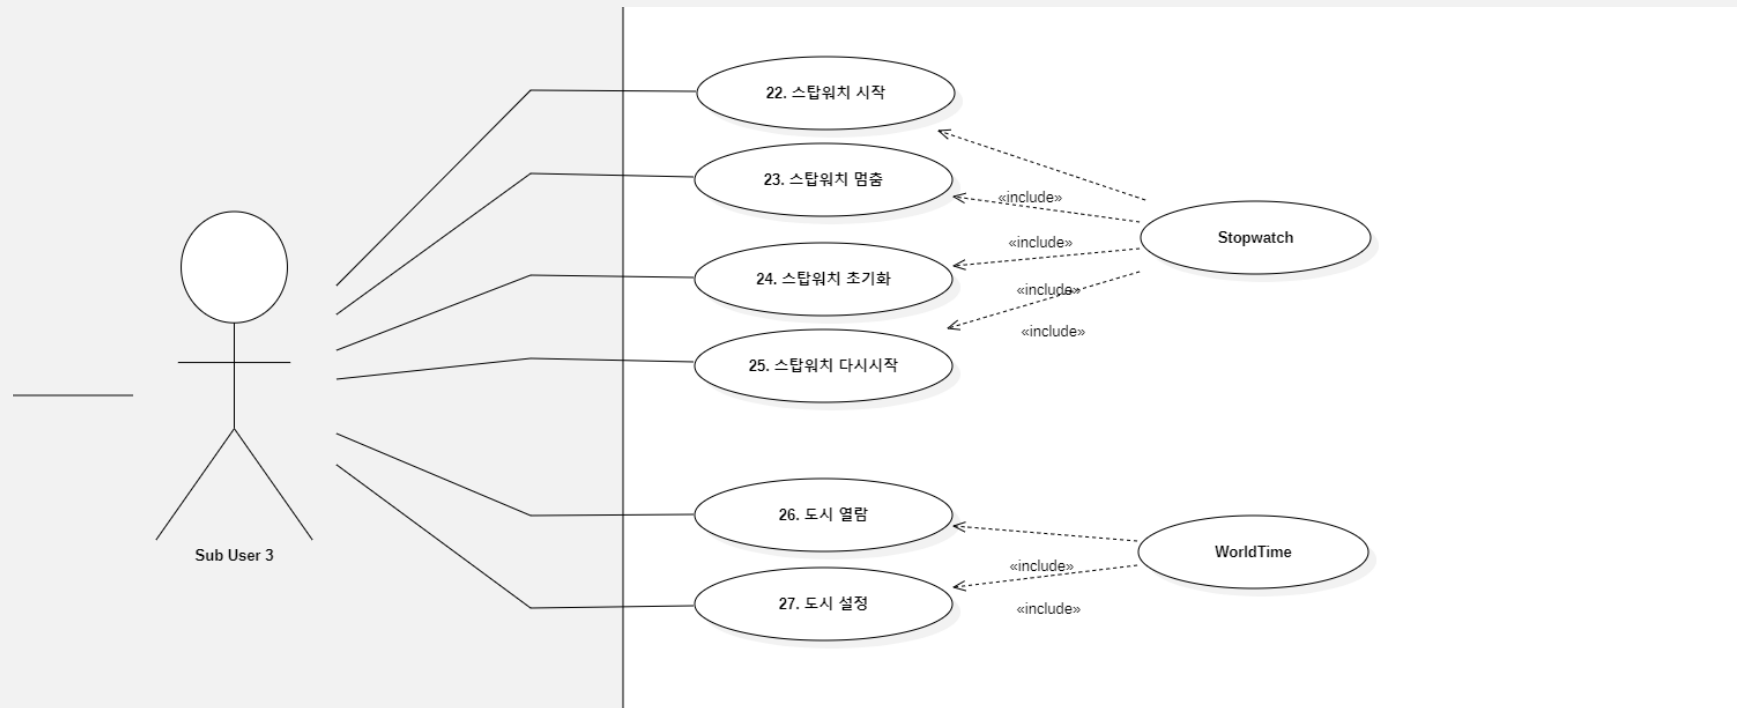 22. 스탑워치 시작
23. 스탑워치 멈춤
«include»
Stopwatch
«include»
24. 스탑워치 초기화
«include»
«include»
25. 스탑워치 다시시작
26. 도시 열람
Sub User 3
WorldTime
«include»
27. 도시 설정
«include»